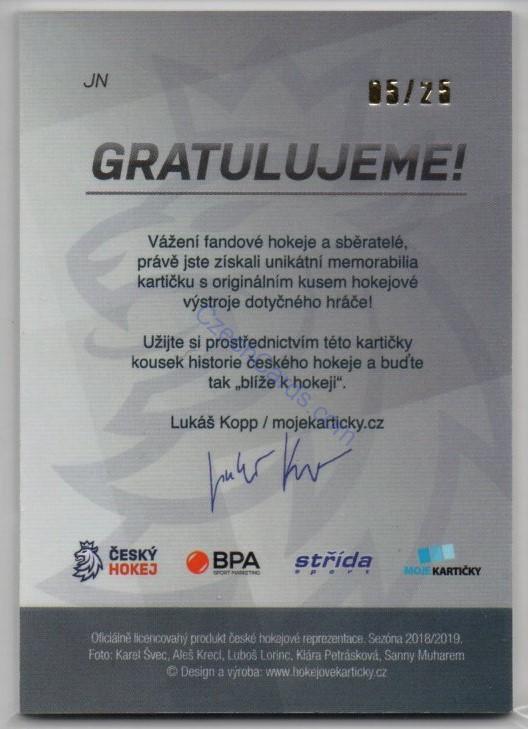 JN
05/25
GRATULUJEME!
Vážení fandové hokeje a sběratelé,
právě jste získali unikátní memorabilia
kartičku s originálním kusem hokejové
výstroje dotyčného hráče!
Užijte si prostřednictvím této kartičky
kousek historie českého hokeje a buďte
tak „blíže k hokeji".
Lukáš Kopp / mojekarticky.cz
CzechCards.com
ČESKÝ
HOKEJ
BPA
SPORT MARKETING
střída
sport
MOJE KARTIČKY
Oficiálně licencovaný produkt české hokejové reprezentace. Sezóna 2018/2019.
Foto: Karel Švec, Aleš Krecl, Luboš Lorinc, Klára Petrásková, Sanny Muharem
© Design a výroba: www.hokejovekarticky.cz